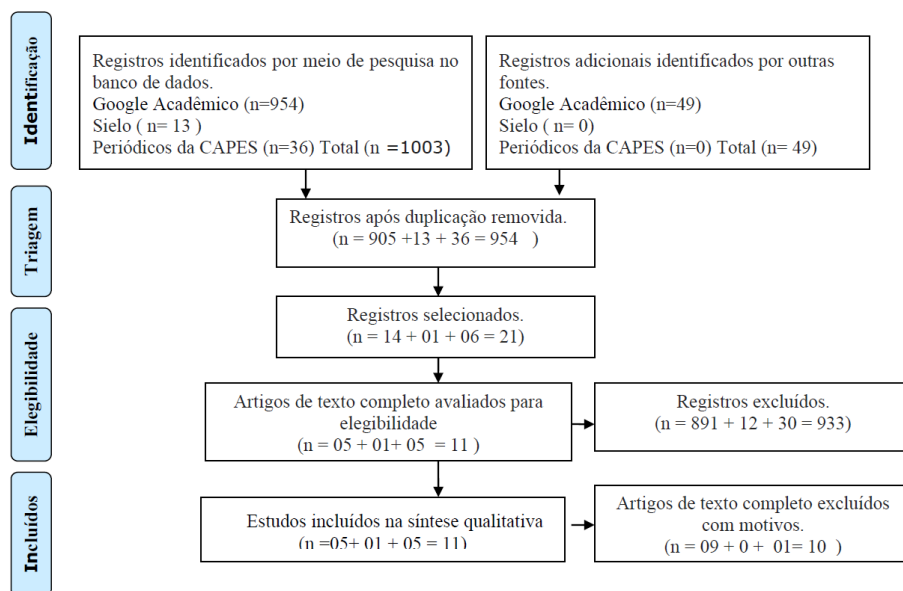 Identificação
Registros identificados por meio de pesquisa no
banco de dados.
Google Acadêmico (n=954)
Sielo ( n= 13 )
Periódicos da CAPES (n=36) Total (n =1003)
Registros adicionais identificados por outras
fontes.
Google Acadêmico (n=49)
Sielo ( n= 0)
Periódicos da CAPES (n=0) Total (n= 49)
Triagem
Registros após duplicação removida.
(n = 905 +13 + 36 = 954 )
Elegibilidade
Registros selecionados.
(n = 14 + 01 + 06 = 21)
Artigos de texto completo avaliados para
elegibilidade
(n = 05 + 01+ 05 = 11 )
Registros excluídos.
(n = 891 + 12 + 30 = 933)
Incluídos
Estudos incluídos na síntese qualitativa
(n =05+ 01 + 05 = 11)
Artigos de texto completo excluídos
com motivos.
(n = 09 + 0 + 01= 10 )